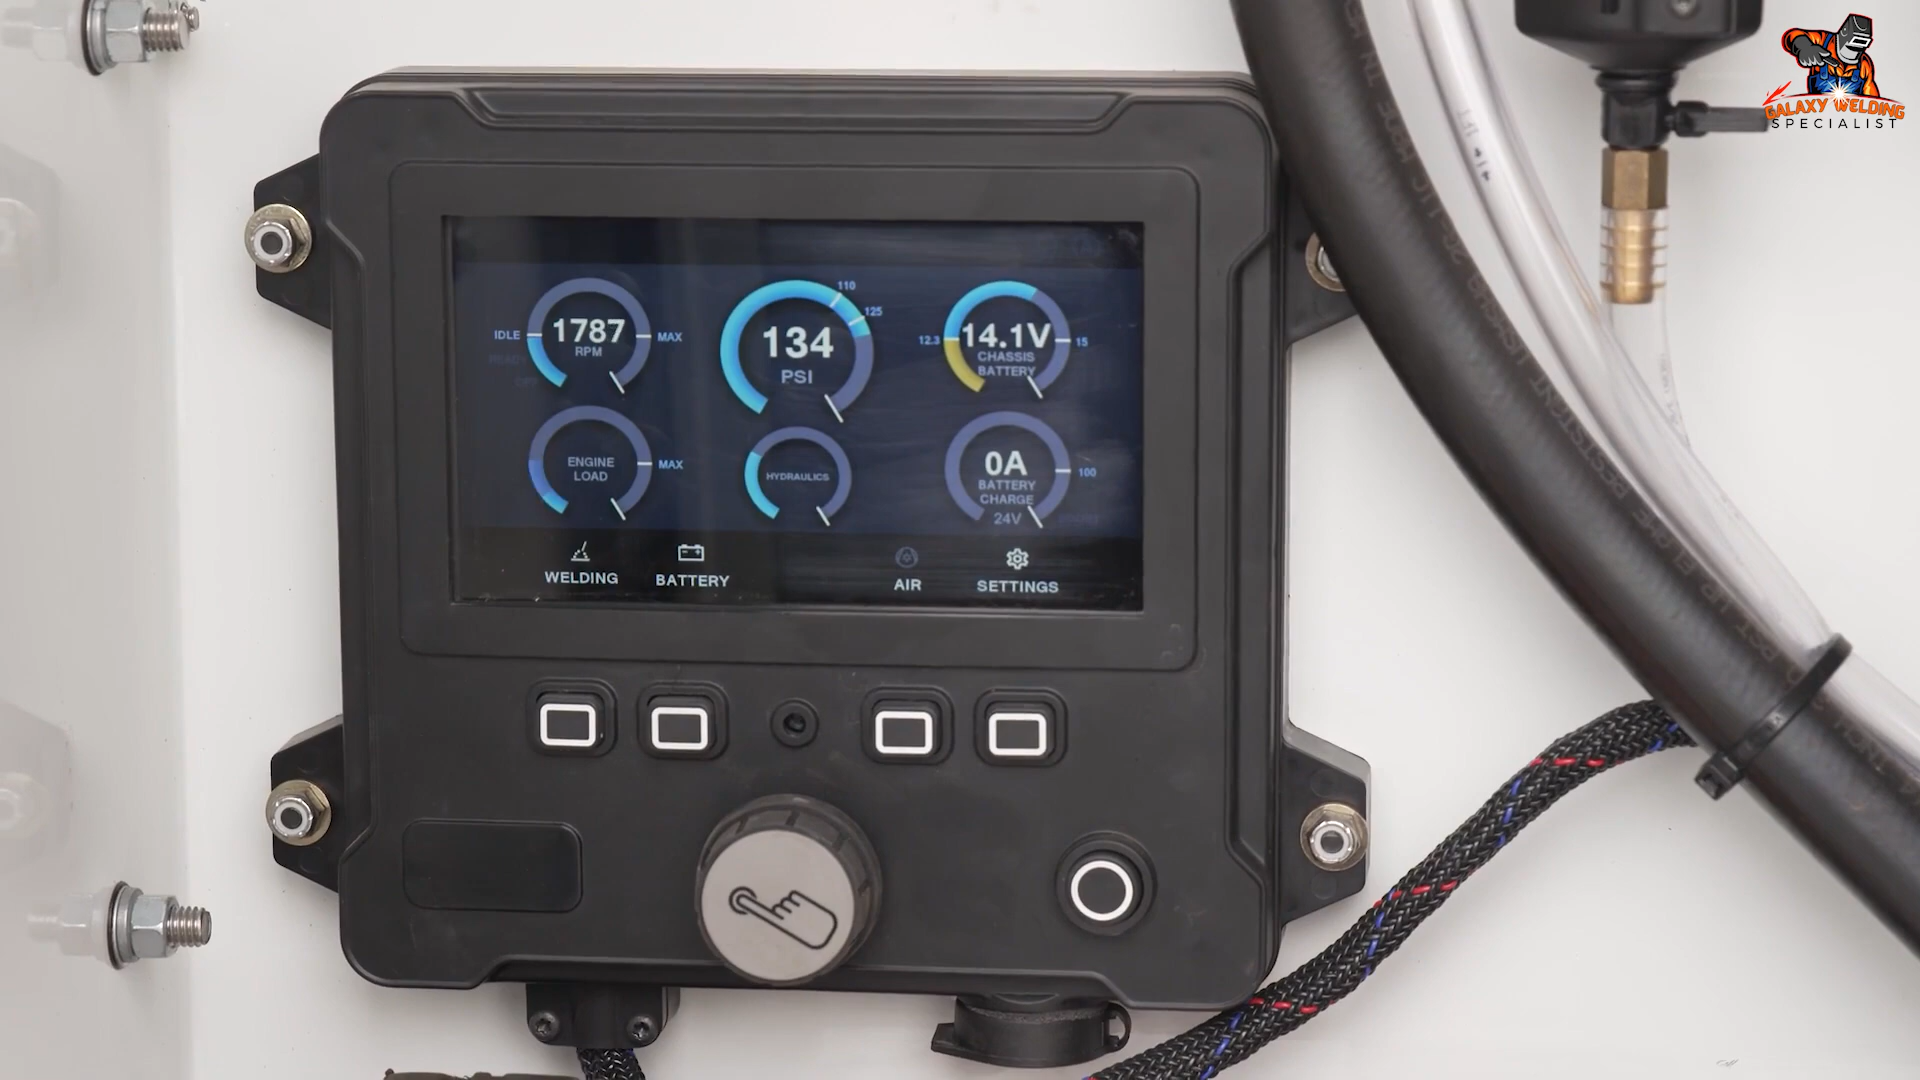 GALAXY WELDING
SPECIALIST
110
125
IDLE
1787
RPM
MAX
134
PSI
12.3
14.1V
15
CHASSIS
BATTERY
ENGINE
LOAD
MAX
HYDRAULICS
0A
BATTERY
CHARGE
24V
100
WELDING
BATTERY
AIR
SETTINGS